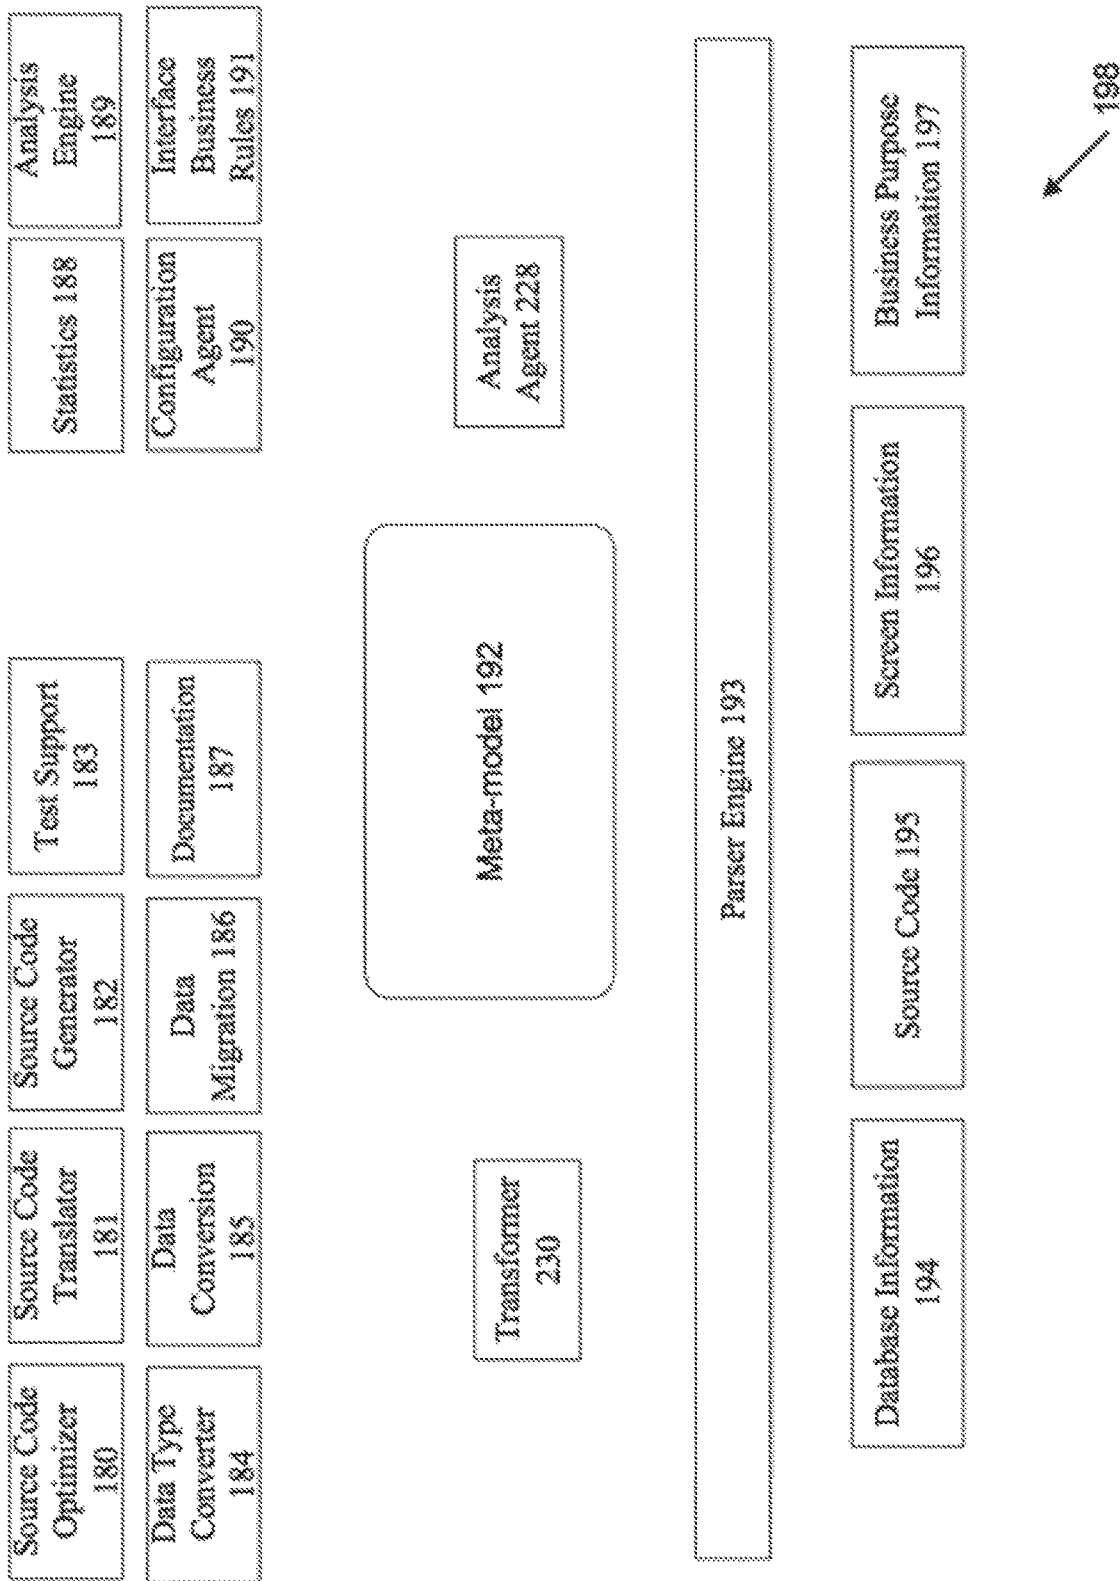 Source Code
Optimizer
180
Source Code
Translator
181
Source Code
Generator
182
Test Support
183
Statistics 188
Analysis
Engine
189
Data Type
Converter
184
Data
Conversion
185
Data
Migration 186
Documentation
187
Configuration
Agent
190
Interface
Business
Rules 191
Transformer
230
Meta-model 192
Analysis
Agent 228
Parser Engine 193
Database Information
194
Source Code 195
Screen Information
196
Business Purpose
Information 197
198